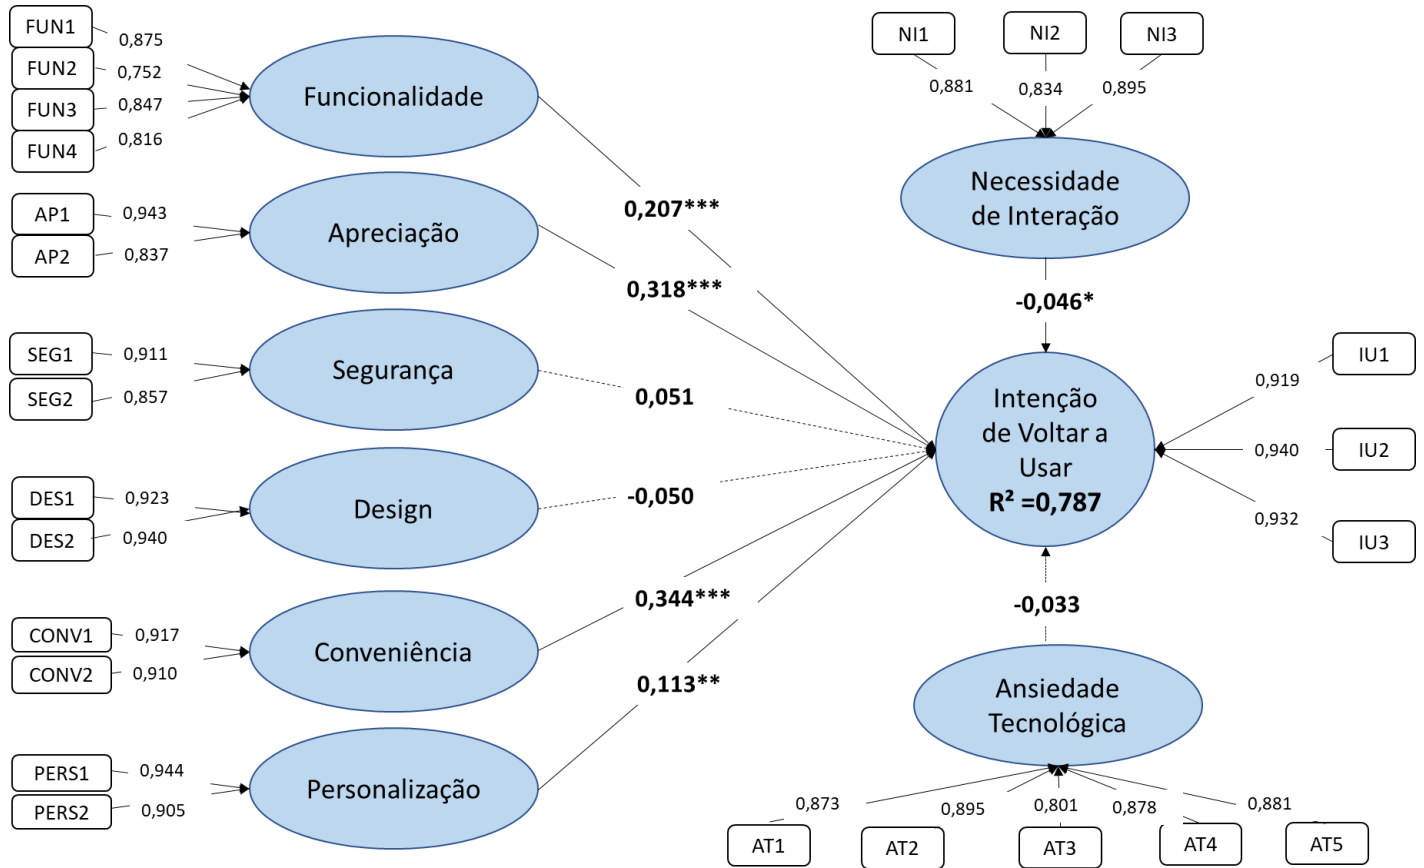 FUN1
0,875
FUN2
0,752
FUN3
0,847
FUN4
0,816
Funcionalidade
AP1
0,943
AP2
0,837
Apreciação
SEG1
0,911
SEG2
0,857
Segurança
DES1
0,923
DES2
0,940
Design
CONV1
0,917
CONV2
0,910
Conveniência
PERS1
0,944
PERS2
0,905
Personalização
0,207***
0,318***
0,051
-0,050
0,344***
0,113**
NI1
NI2
NI3
0,881
0,834
0,895
Necessidade
de Interação
-0,046*
Intenção
de Voltar a
Usar
R² =0,787
IU1
0,919
IU2
0,940
IU3
0,932
-0,033
Ansiedade
Tecnológica
0,873
0,895
0,801
0,878
0,881
AT1
AT2
AT3
AT4
AT5